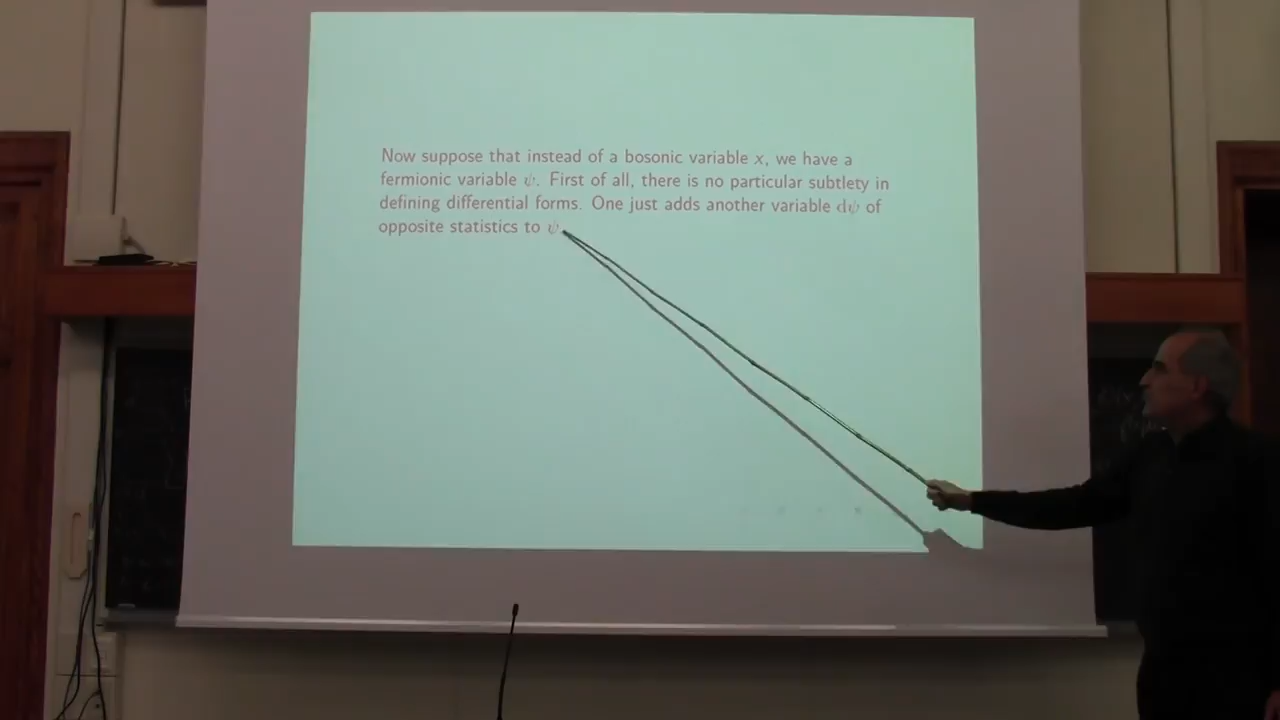 Now suppose that instead of a bosonic variable x, we have a
fermionic variable ψ. First of all, there is no particular subtlety in
defining differential forms. One just adds another variable dψ of
opposite statistics to ψ.